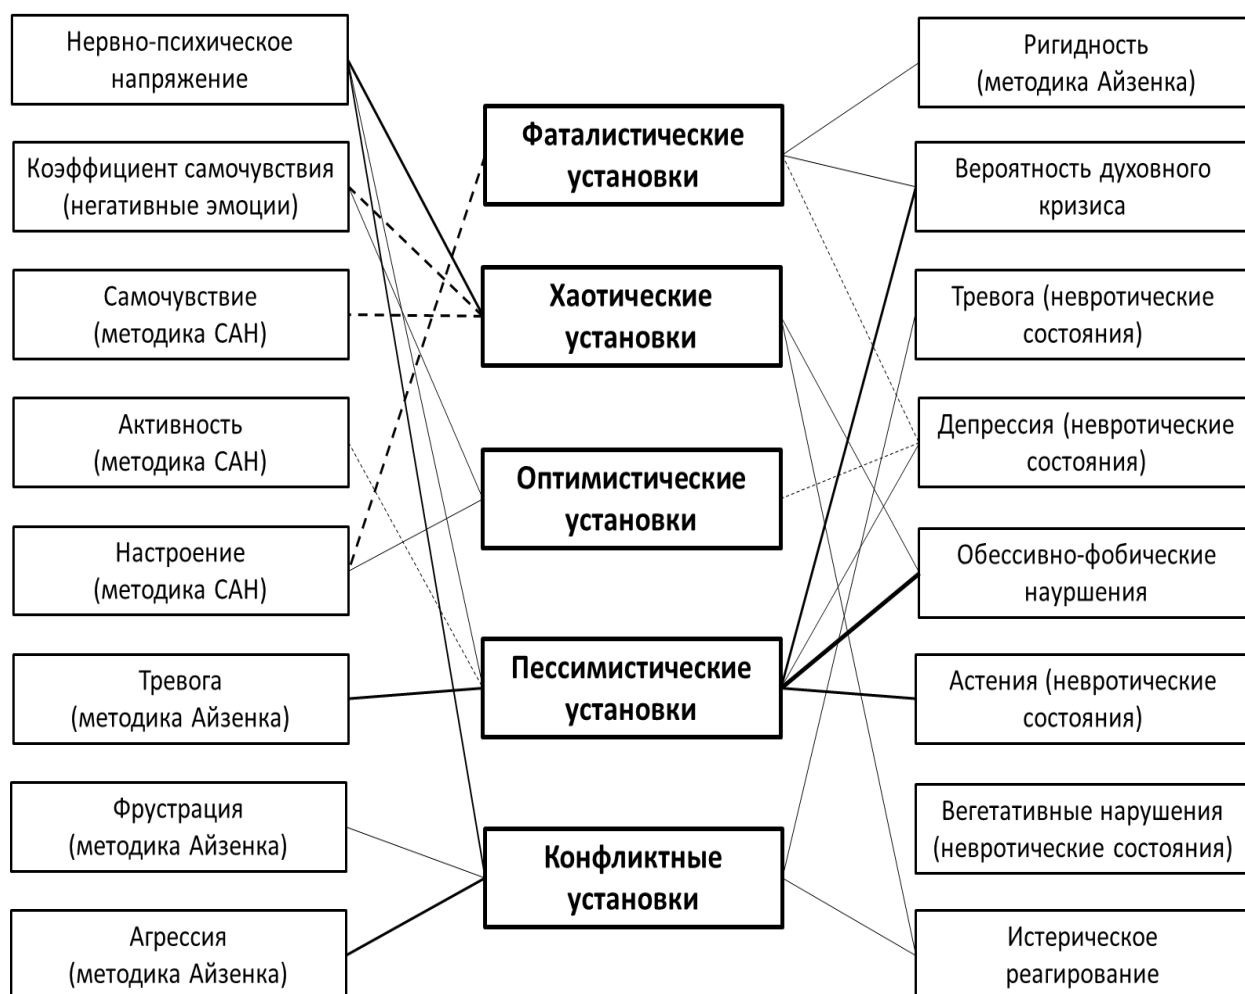 Нервно-психическое
напряжение
Коэффициент самочувствия
(негативные эмоции)
Самочувствие
(методика САН)
Активность
(методика САН)
Настроение
(методика САН)
Тревога
(методика Айзенка)
Фрустрация
(методика Айзенка)
Агрессия
(методика Айзенка)
Фаталистические
установки
Хаотические
установки
Оптимистические
установки
Пессимистические
установки
Конфликтные
установки
Ригидность
(методика Айзенка)
Вероятность духовного
кризиса
Тревога (невротические
состояния)
Депрессия (невротические
состояния)
Обессивно-фобические
науршения
Астения (невротические
состояния)
Вегетативные нарушения
(невротические состояния)
Истерическое
реагирование